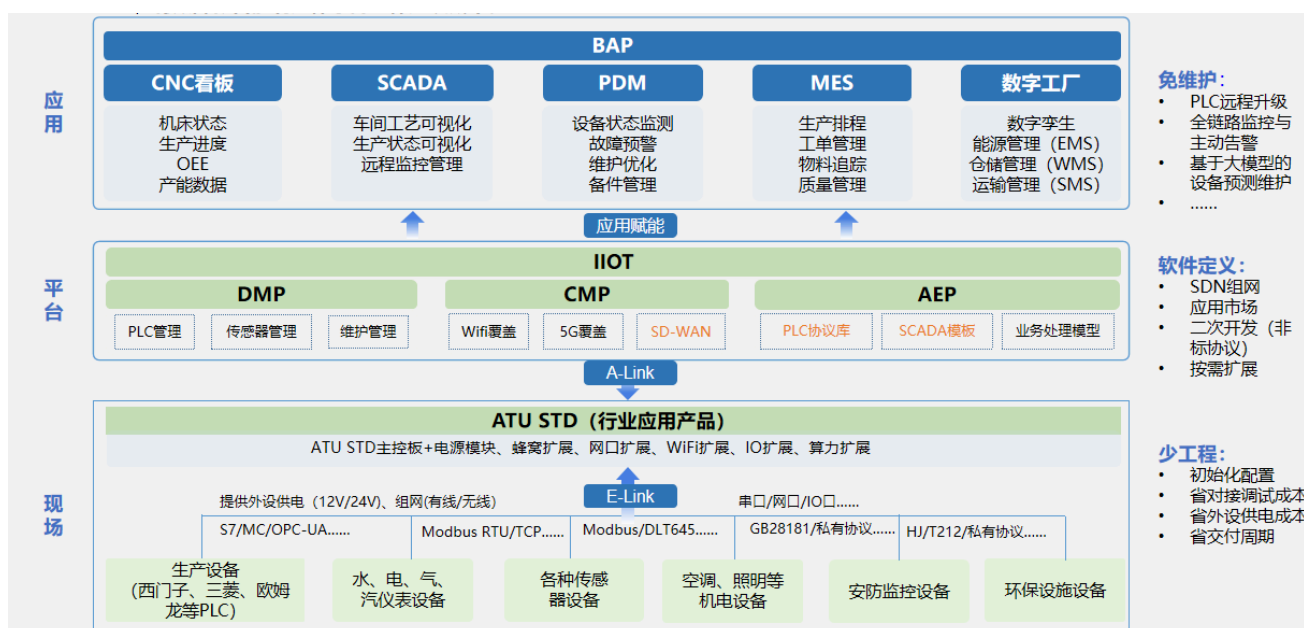 应
用
BAP
CNC看板
机床状态
生产进度
OEE
产能数据
SCADA
车间工艺可视化
生产状态可视化
远程监控管理
PDM
设备状态监测
故障预警
维护优化
备件管理
MES
生产排程
工单管理
物料追踪
质量管理
数字工厂
数字孪生
能源管理（EMS）
仓储管理（WMS）
运输管理（SMS）
免维护：
• PLC远程升级
• 全链路监控与
主动告警
• 基于大模型的
设备预测维护
• ......
应用赋能
平
台
IIOT
DMP
PLC管理
传感器管理
维护管理
CMP
Wifi覆盖
5G覆盖
SD-WAN
AEP
PLC协议库
SCADA模板
业务处理模型
软件定义：
• SDN组网
• 应用市场
• 二次开发（非
标协议）
• 按需扩展
A-Link
现
场
ATU STD（行业应用产品）
ATU STD主控板+电源模块、蜂窝扩展、网口扩展、WiFi扩展、IO扩展、算力扩展
提供外设供电（12V/24V)、组网(有线/无线)
E-Link
串口/网口/IO口......
S7/MC/OPC-UA......
Modbus RTU/TCP......
Modbus/DLT645......
GB28181/私有协议......
HJ/T212/私有协议......
生产设备
(西门子、三菱、欧姆
龙等PLC）
水、电、气、
汽仪表设备
各种传感
器设备
空调、照明等
机电设备
安防监控设备
环保设施设备
少工程：
• 初始化配置
• 省对接调试成本
• 省外设供电成本
• 省交付周期